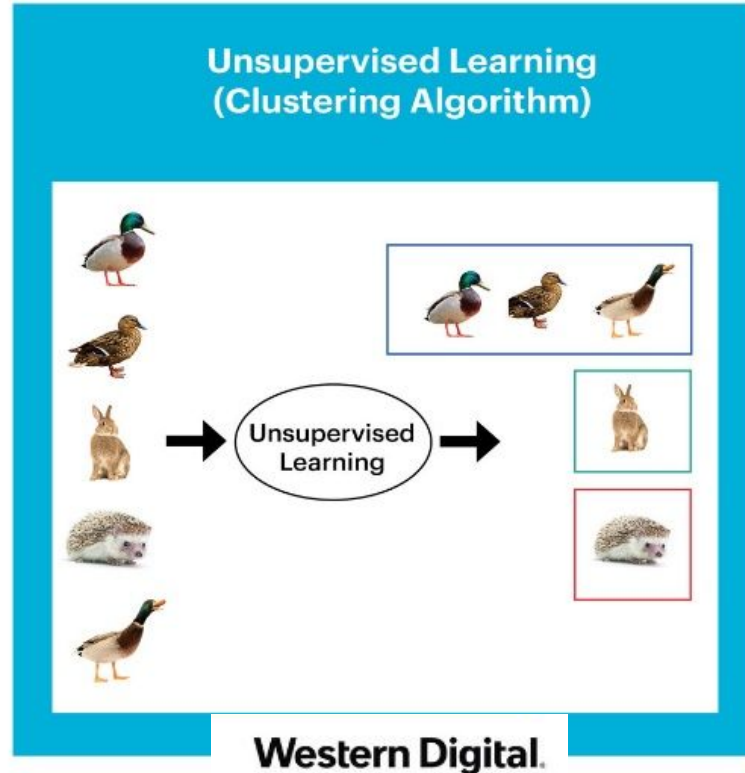 Unsupervised Learning
(Clustering Algorithm)
Unsupervised
Learning
Western Digital.